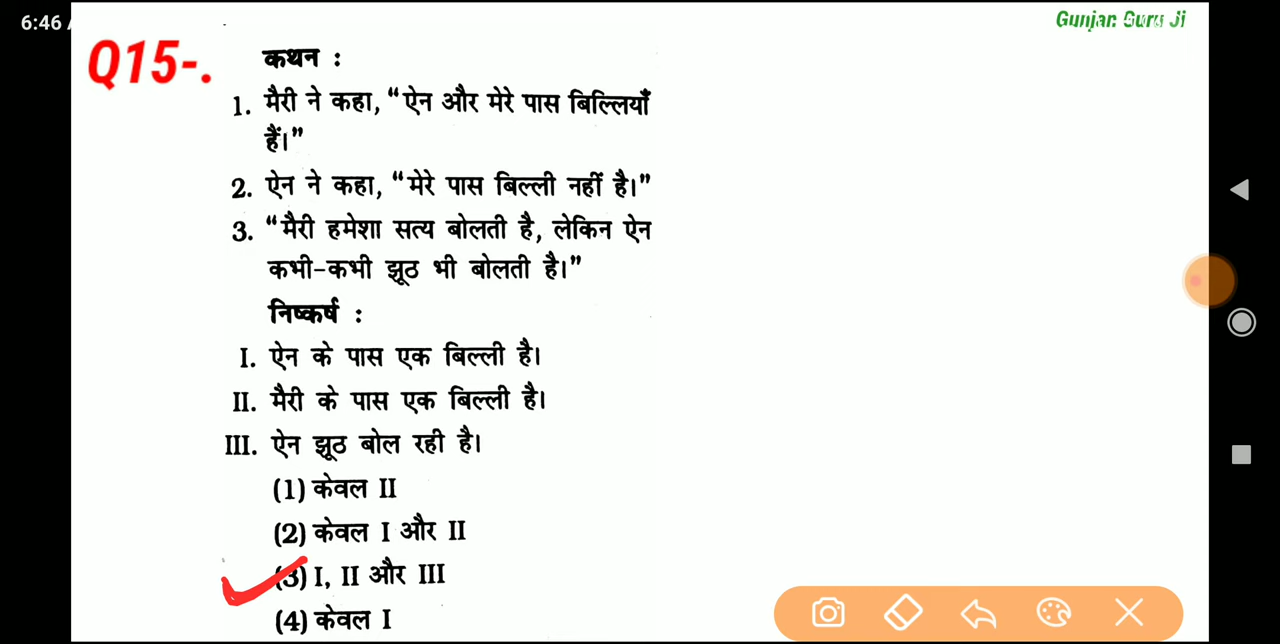 6:46
Gunjan Guru Ji
Q15-.
कथन :
1. मैरी ने कहा, “ऐन और मेरे पास बिल्लियाँ
हैं।”
2. ऐन ने कहा, “मेरे पास बिल्ली नहीं है।”
3. “मैरी हमेशा सत्य बोलती है, लेकिन ऐन
कभी-कभी झूठ भी बोलती है।”
निष्कर्ष :
I. ऐन के पास एक बिल्ली है।
II. मैरी के पास एक बिल्ली है।
III. ऐन झूठ बोल रही है।
(1) केवल II
(2) केवल I और II
(3) I, II और III
(4) केवल I